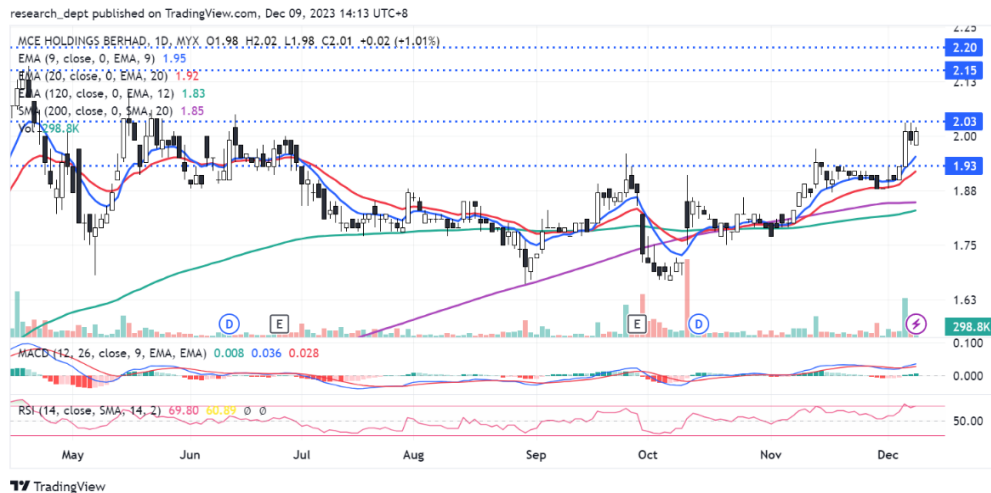 research_dept published on TradingView.com, Dec 09, 2023 14:13 UTC+8
MCE HOLDINGS BERHAD, 1D, MYX O1.98 H2.02 L1.98 C2.01 +0.02 (+1.01%)
EMA (9, close, 0, EMA, 9) 1.95
EMA (20, close, 0, EMA, 20) 1.92
EMA (120, close, 0, EMA, 12) 1.83
SMA (200, close, 0, SMA, 20) 1.85
Vol 298.8K
2.25
2.20
2.15
2.13
2.03
2.00
1.93
1.88
1.75
1.63
298.8K
D E E D
MACD (12, 26, close, 9, EMA, EMA) 0.008 0.036 0.028
0.100
0.000
RSI (14, close, SMA, 14, 2) 69.80 60.89 Ø Ø
50.00
May Jun Jul Aug Sep Oct Nov Dec
TradingView